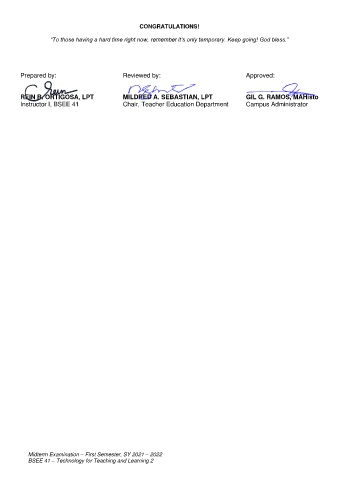 CONGRATULATIONS!
"To those having a hard time right now, remember it's only temporary. Keep going! God bless."
Prepared by:
Reviewed by:
Approved:
REIN B. ORTIGOSA, LPT
MILDRED A. SEBASTIAN, LPT
GIL G. RAMOS, MAHisto
Instructor I, BSEE 41
Chair, Teacher Education Department
Campus Administrator
Midterm Examination – First Semester, SY 2021 – 2022
BSEE 41 – Technology for Teaching and Learning 2